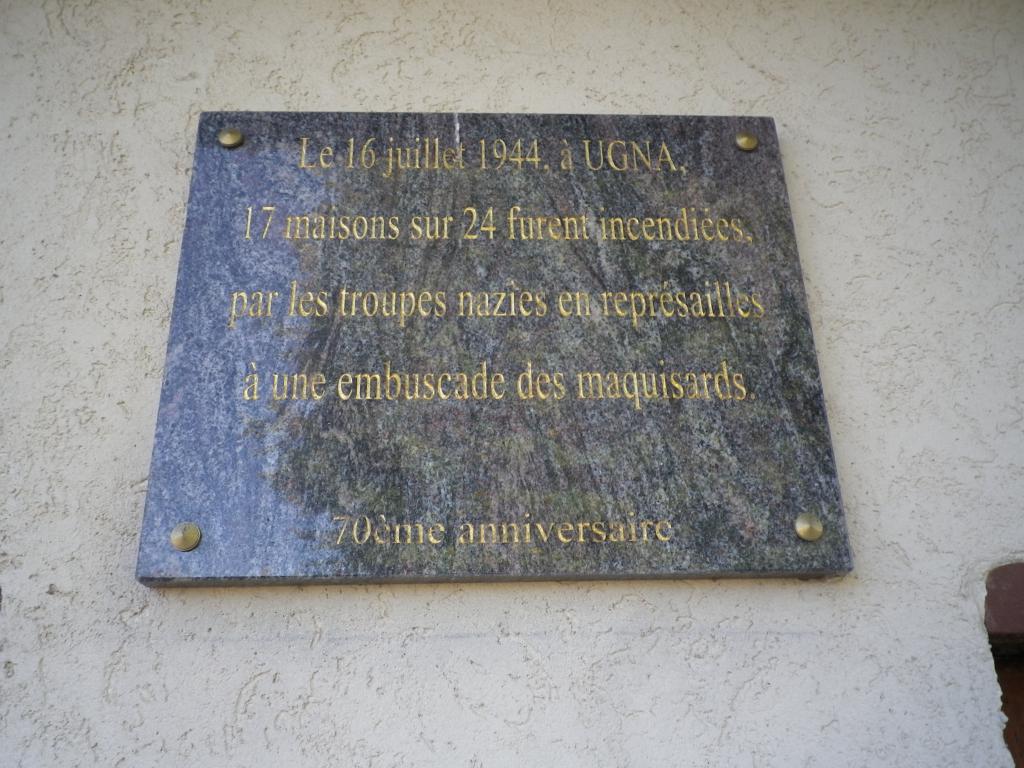 Le 16 juillet 1944, à UGNA,
17 maisons sur 24 furent incendiées,
par les troupes nazies en représailles
à une embuscade des maquisards.
70ème anniversaire